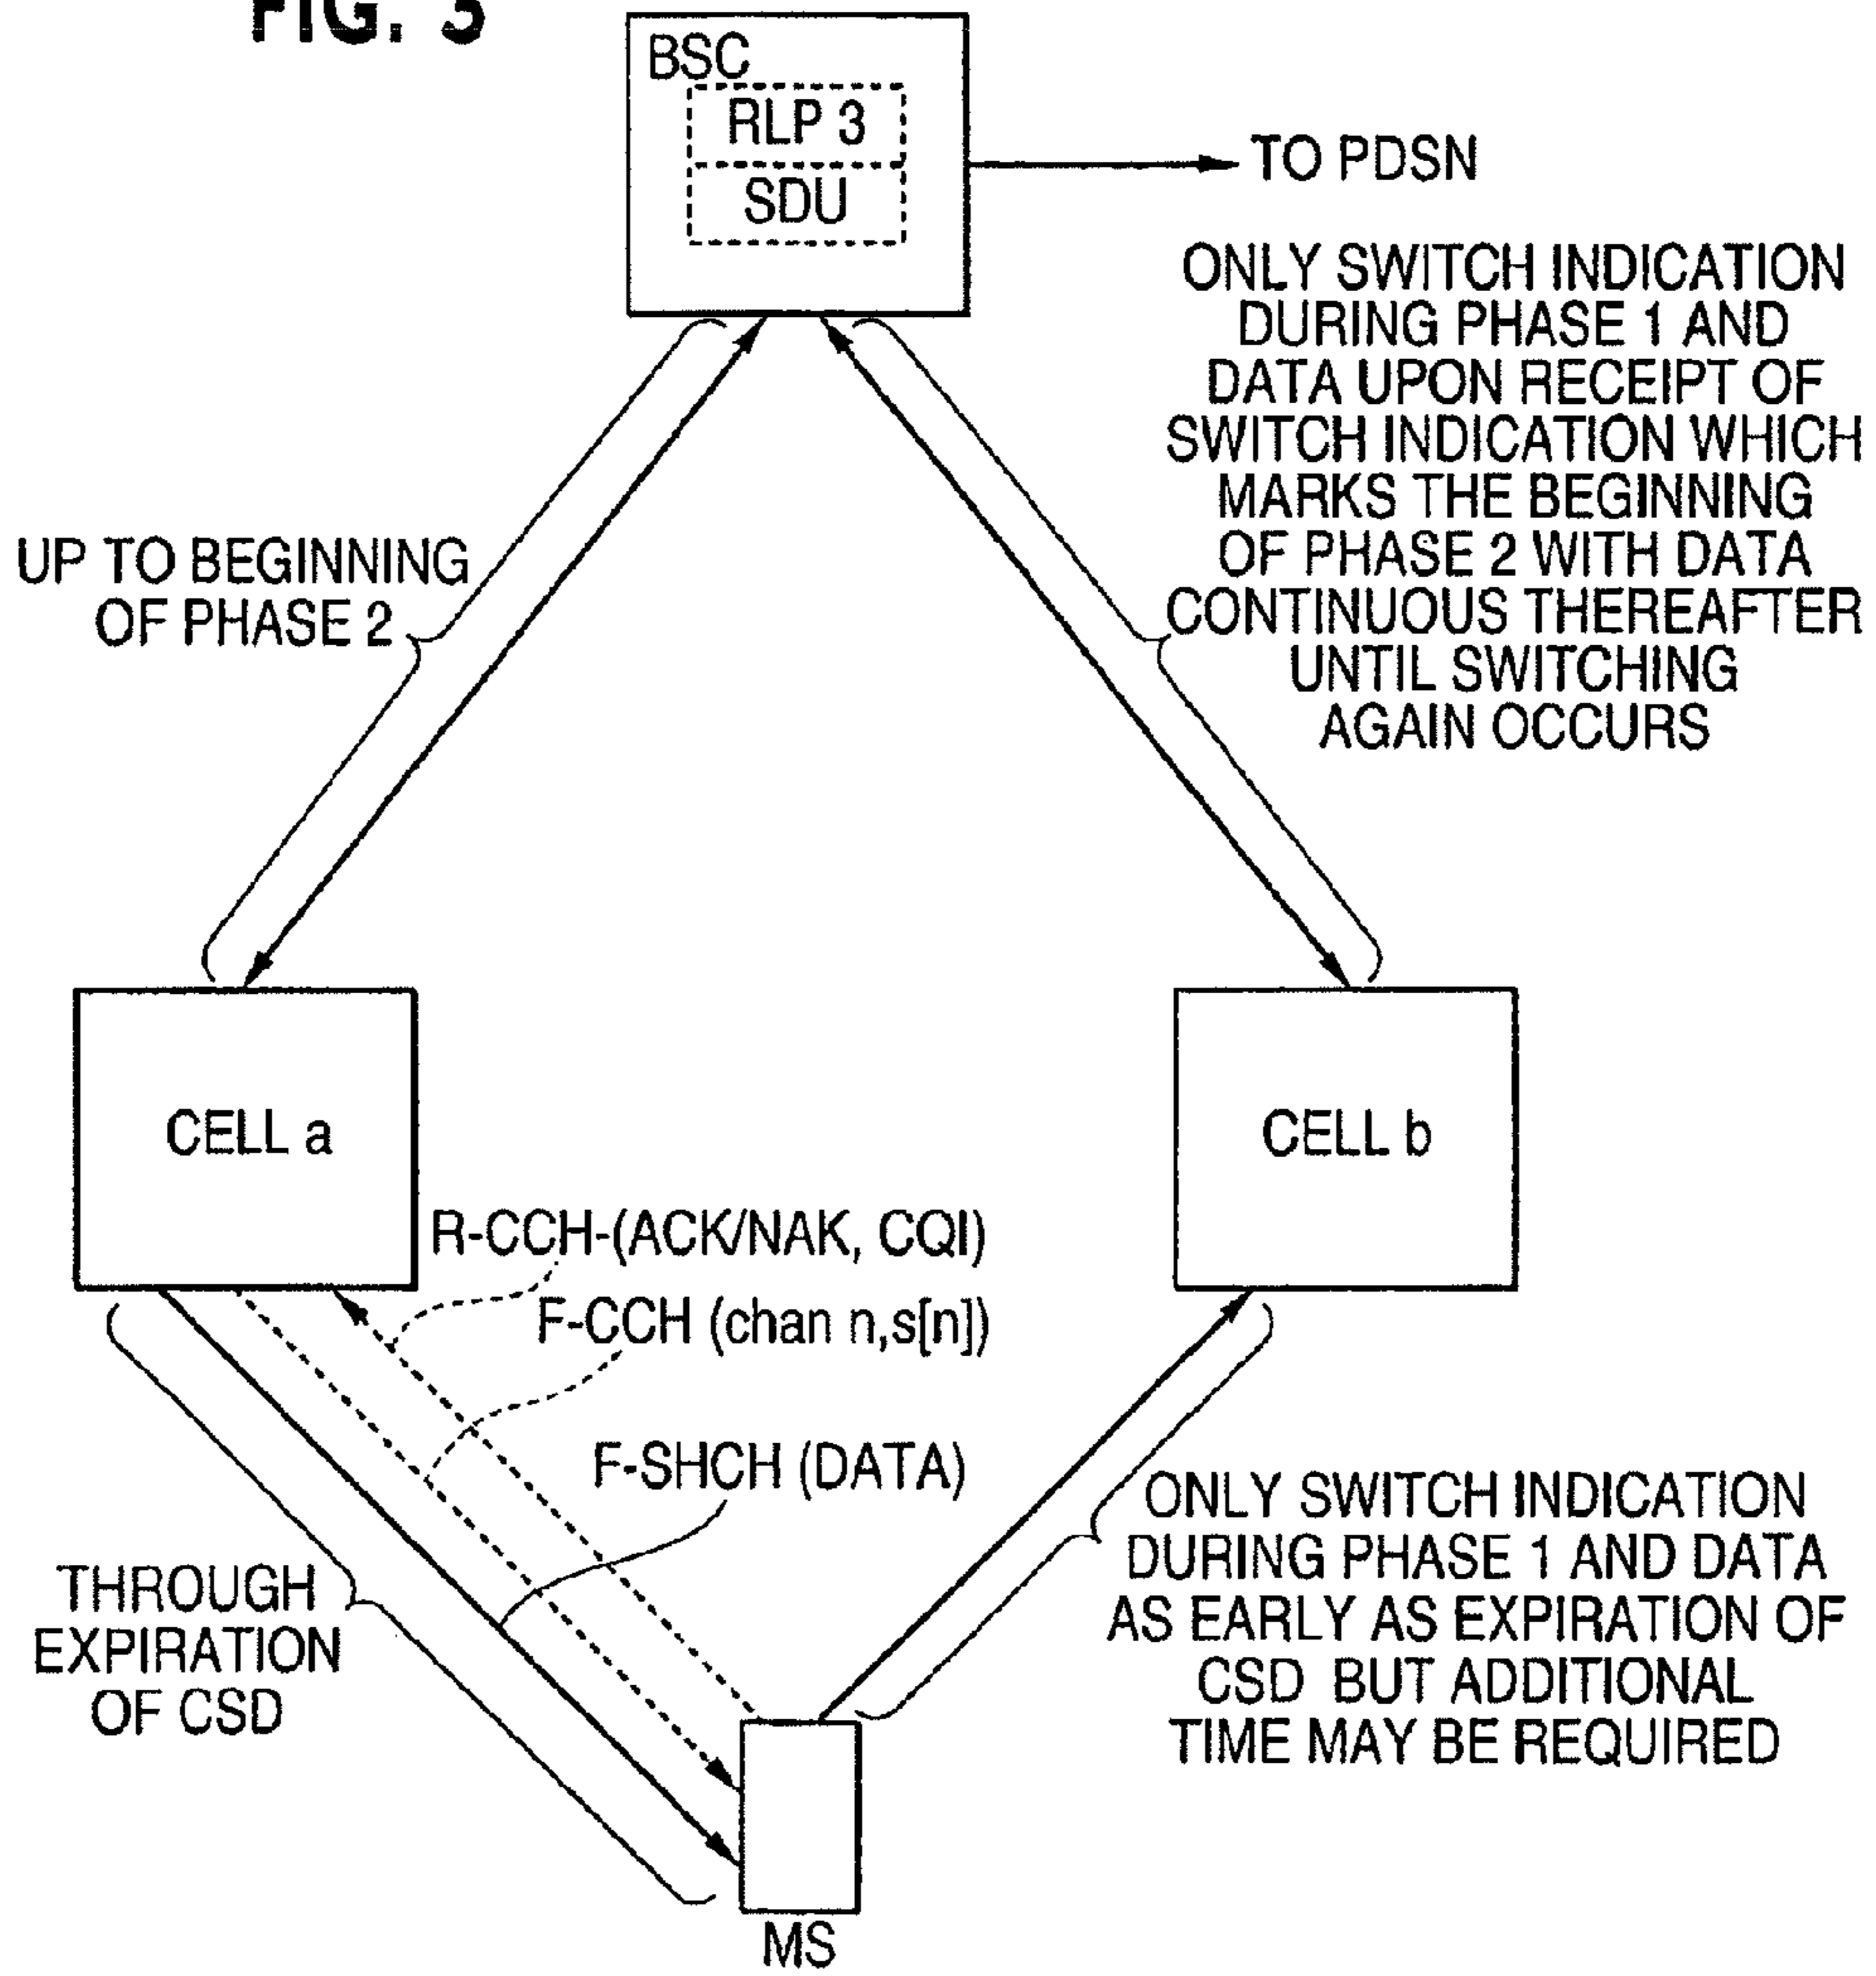 FIG. 3
BSC
RLP 3
SDU
TO PDSN
ONLY SWITCH INDICATION
DURING PHASE 1 AND
DATA UPON RECEIPT OF
SWITCH INDICATION WHICH
MARKS THE BEGINNING
OF PHASE 2 WITH DATA
CONTINUOUS THEREAFTER
UNTIL SWITCHING
AGAIN OCCURS
UP TO BEGINNING
OF PHASE 2
CELL a
CELL b
R-CCH-(ACK/NAK, CQI)
F-CCH (chan n,s[n])
F-SHCH (DATA)
THROUGH
EXPIRATION
OF CSD
ONLY SWITCH INDICATION
DURING PHASE 1 AND DATA
AS EARLY AS EXPIRATION OF
CSD BUT ADDITIONAL
TIME MAY BE REQUIRED
MS